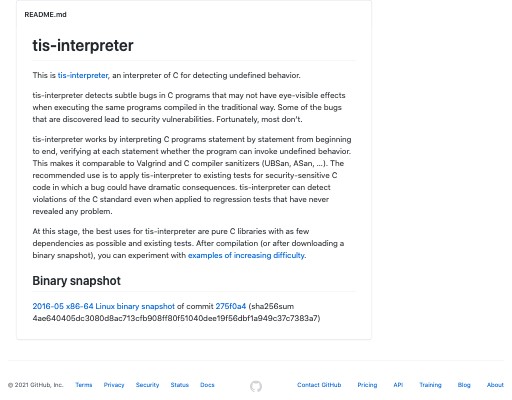 README.md
tis-interpreter
This is tis-interpreter, an interpreter of C for detecting undefined behavior.
tis-interpreter detects subtle bugs in C programs that may not have eye-visible effects
when executing the same programs compiled in the traditional way. Some of the bugs
that are discovered lead to security vulnerabilities. Fortunately, most don't.
tis-interpreter works by interpreting C programs statement by statement from beginning
to end, verifying at each statement whether the program can invoke undefined behavior.
This makes it comparable to Valgrind and C compiler sanitizers (UBSan, ASan, …). The
recommended use is to apply tis-interpreter to existing tests for security-sensitive C
code in which a bug could have dramatic consequences. tis-interpreter can detect
violations of the C standard even when applied to regression tests that have never
revealed any problem.
At this stage, the best uses for tis-interpreter are pure C libraries with as few
dependencies as possible and existing tests. After compilation (or after downloading a
binary snapshot), you can experiment with examples of increasing difficulty.
Binary snapshot
2016-05 x86-64 Linux binary snapshot of commit 275f0a4 (sha256sum
4ae640405dc3080d8ac713cfb908ff80f51040dee19f56dbf1a949c37c7383a7)
© 2021 GitHub, Inc. Terms Privacy Security Status Docs Contact GitHub Pricing API Training Blog About